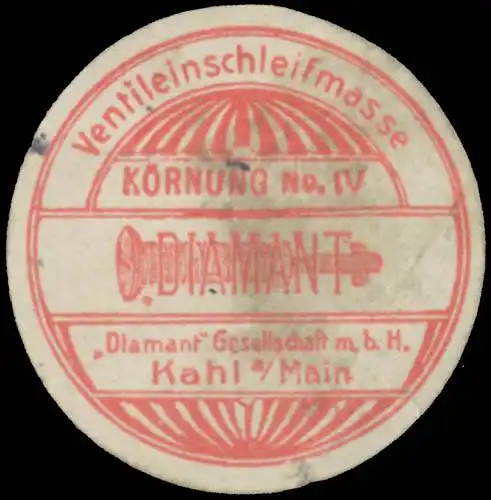 Ventileinschleifmasse
KÖRNUNG No. IV
„DIAMANT“
„Diamant“ Gesellschaft m. b. H.
Kahl a/Main